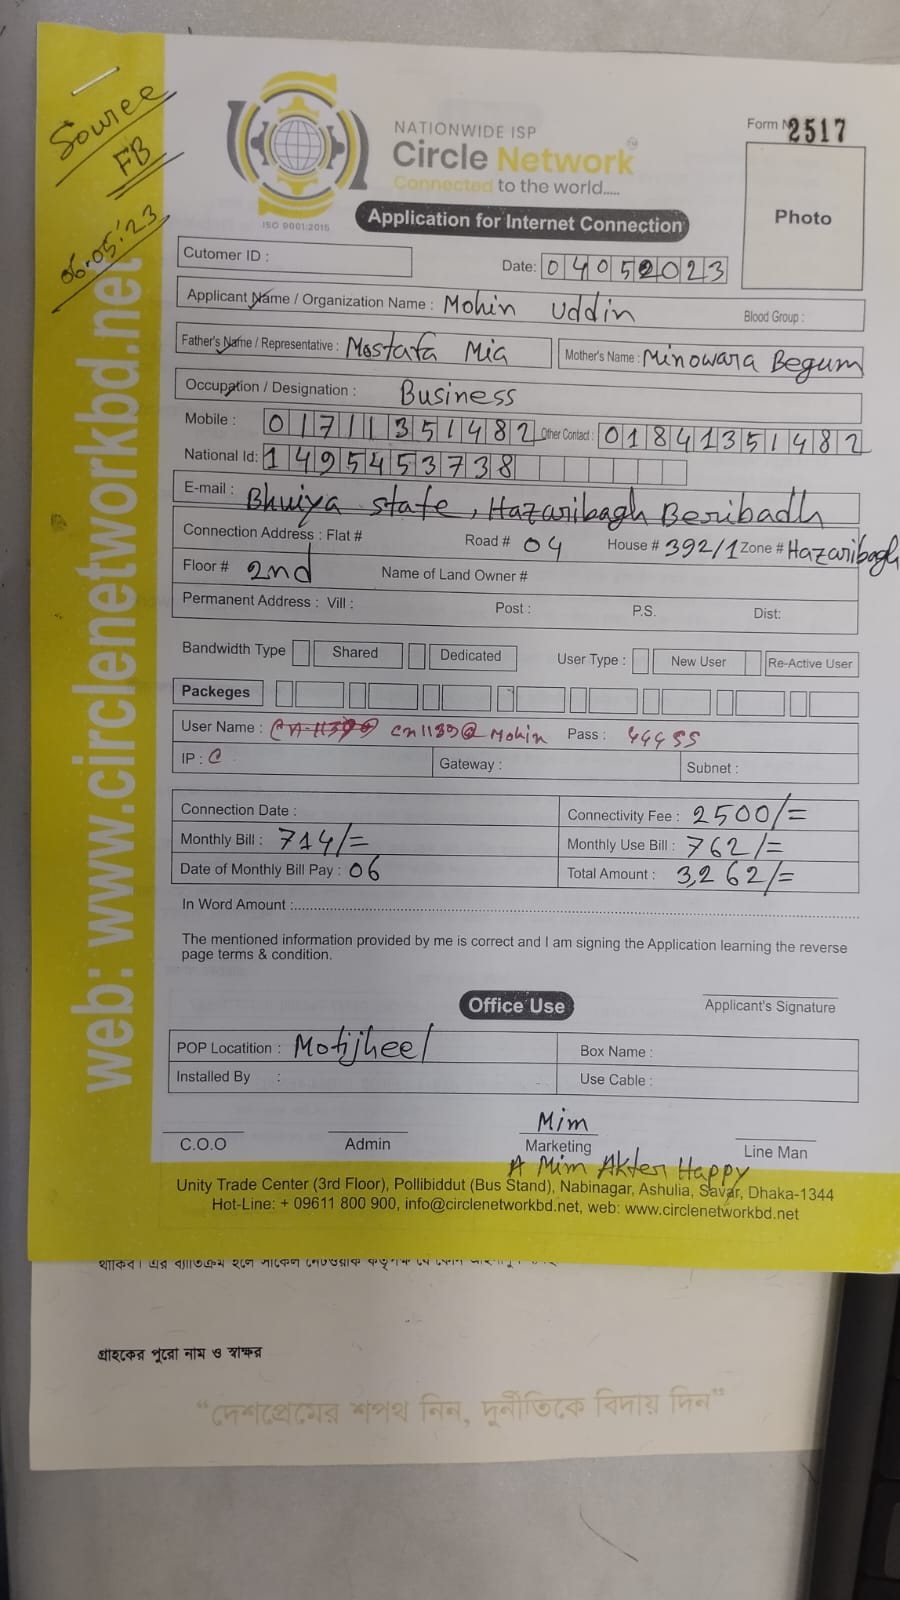 Source
FB
06.05.'23
web: www.circlenetworkbd.net
NATIONWIDE ISP
Circle Network
Connected to the world.....
ISO 9001:2015
Form N 2517
Photo
Application for Internet Connection
Cutomer ID :
Date: 04052023
Applicant Name / Organization Name : Mohin Uddin Blood Group :
Father's Name / Representative : Mostafa Mia Mother's Name : Minowara Begum
Occupation / Designation : Business
Mobile : 01711351482 Other Contact : 01841351482
National Id: 1495453738
E-mail : Bhuiya state, Hazaribagh Beribadh
Connection Address : Flat # Road # 04 House # 392/1 Zone # Hazaribagh
Floor # 2nd Name of Land Owner #
Permanent Address : Vill : Post : P.S. Dist:
Bandwidth Type Shared Dedicated User Type : New User Re-Active User
Packeges
User Name : cn1139@Mohin Pass : 44455
IP : C Gateway : Subnet :
Connection Date : Connectivity Fee : 2500/=
Monthly Bill : 714/= Monthly Use Bill : 762/=
Date of Monthly Bill Pay : 06 Total Amount : 3,262/=
In Word Amount :
The mentioned information provided by me is correct and I am signing the Application learning the reverse
page terms & condition.
Applicant's Signature
Office Use
POP Locatition : Motijheel Box Name :
Installed By : Use Cable :
Mim
C.O.O Admin Marketing Line Man
A Mim Akter Happy
Unity Trade Center (3rd Floor), Pollibiddut (Bus Stand), Nabinagar, Ashulia, Savar, Dhaka-1344
Hot-Line: + 09611 800 900, info@circlenetworkbd.net, web: www.circlenetworkbd.net
গ্রাহকের পুরো নাম ও স্বাক্ষর
“দেশপ্রেমের শপথ নিন, দুর্নীতিকে বিদায় দিন”